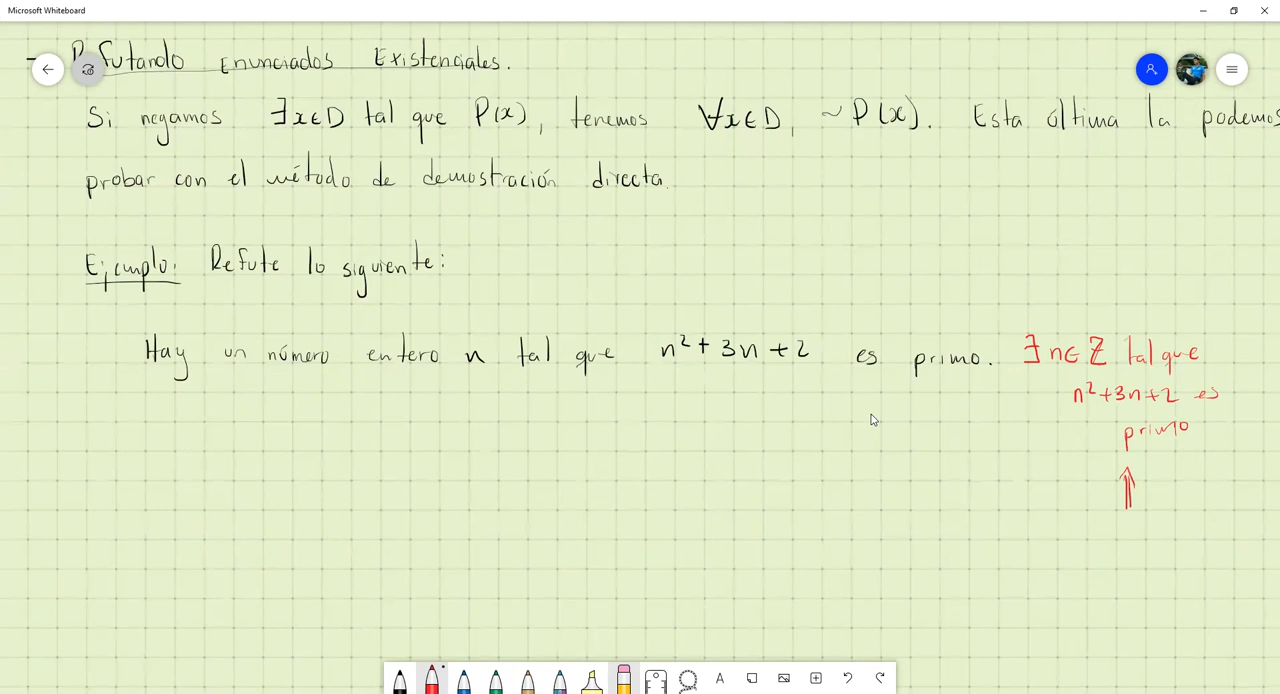 Microsoft Whiteboard
- Refutando Enunciados Existenciales.
Si negamos ∃x∈D tal que P(x), tenemos ∀x∈D, ~P(x). Esta última la podemos
probar con el método de demostración directa.
Ejemplo: Refute lo siguiente:
Hay un número entero n tal que n²+3n+2 es primo. ∃n∈Z tal que
n²+3n+2 es
primo
⇑